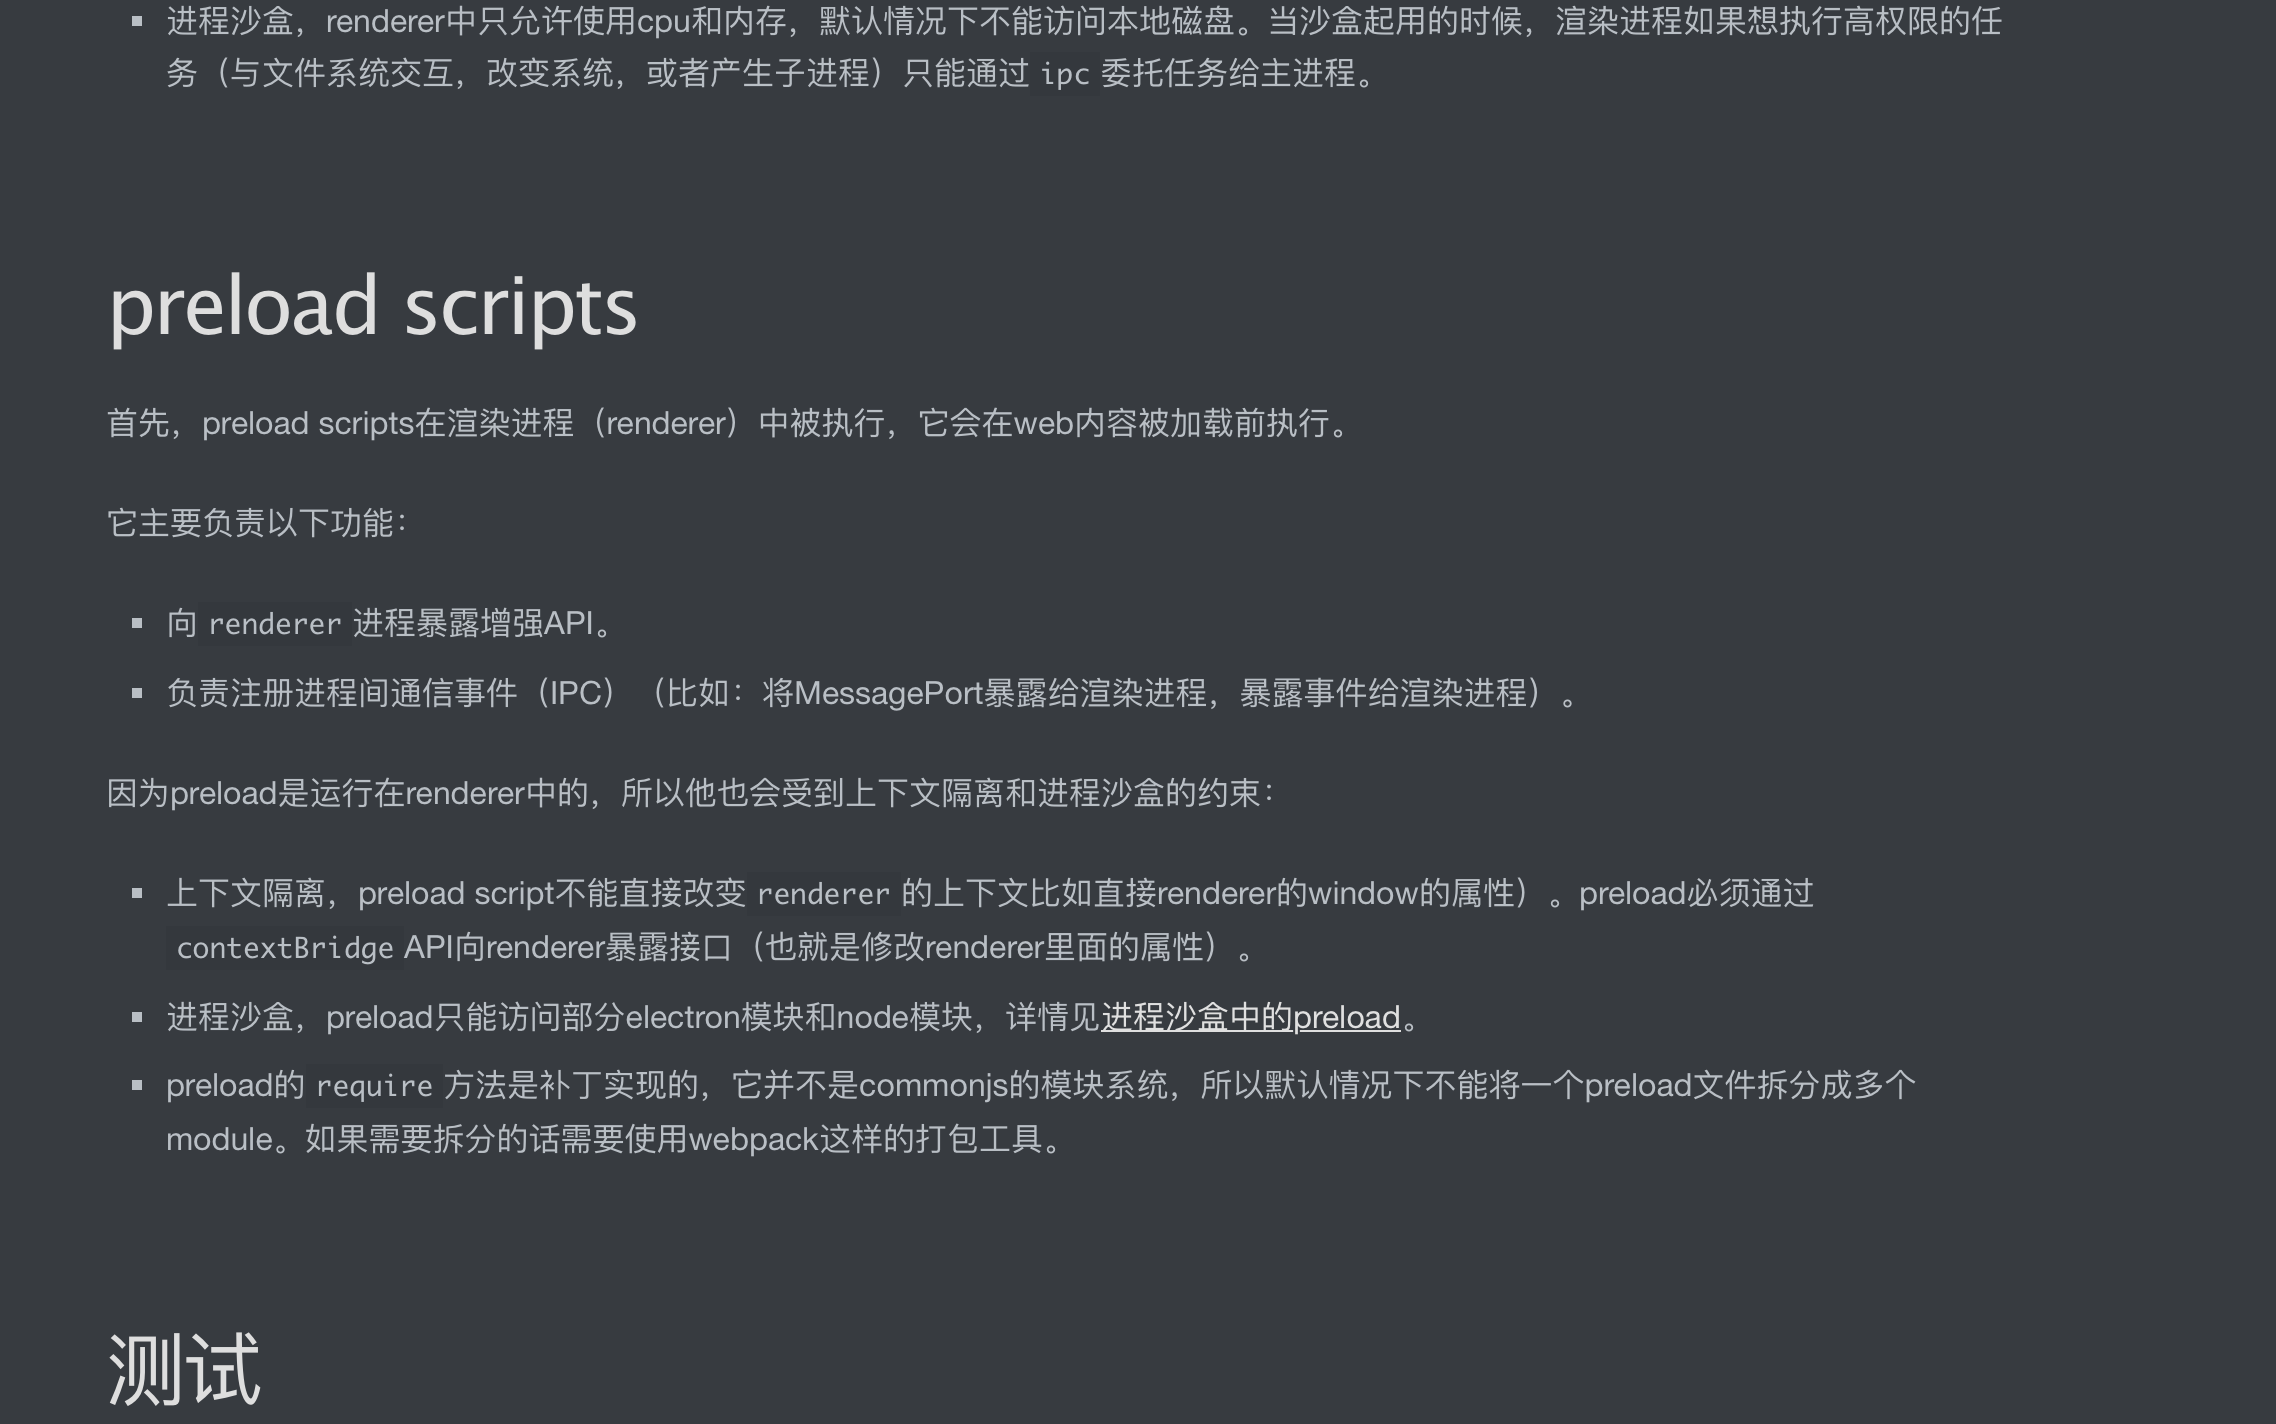 进程沙盒，renderer中只允许使用cpu和内存，默认情况下不能访问本地磁盘。当沙盒起用的时候，渲染进程如果想执行高权限的任
务（与文件系统交互，改变系统，或者产生子进程）只能通过 ipc 委托任务给主进程。
preload scripts
首先，preload scripts在渲染进程（renderer）中被执行，它会在web内容被加载前执行。
它主要负责以下功能：
向 renderer 进程暴露增强API。
负责注册进程间通信事件（IPC）（比如：将MessagePort暴露给渲染进程，暴露事件给渲染进程）。
因为preload是运行在renderer中的，所以他也会受到上下文隔离和进程沙盒的约束：
上下文隔离，preload script不能直接改变 renderer 的上下文比如直接renderer的window的属性）。preload必须通过
contextBridge API向renderer暴露接口（也就是修改renderer里面的属性）。
进程沙盒，preload只能访问部分electron模块和node模块，详情见进程沙盒中的preload。
preload的 require 方法是补丁实现的，它并不是commonjs的模块系统，所以默认情况下不能将一个preload文件拆分成多个
module。如果需要拆分的话需要使用webpack这样的打包工具。
测试